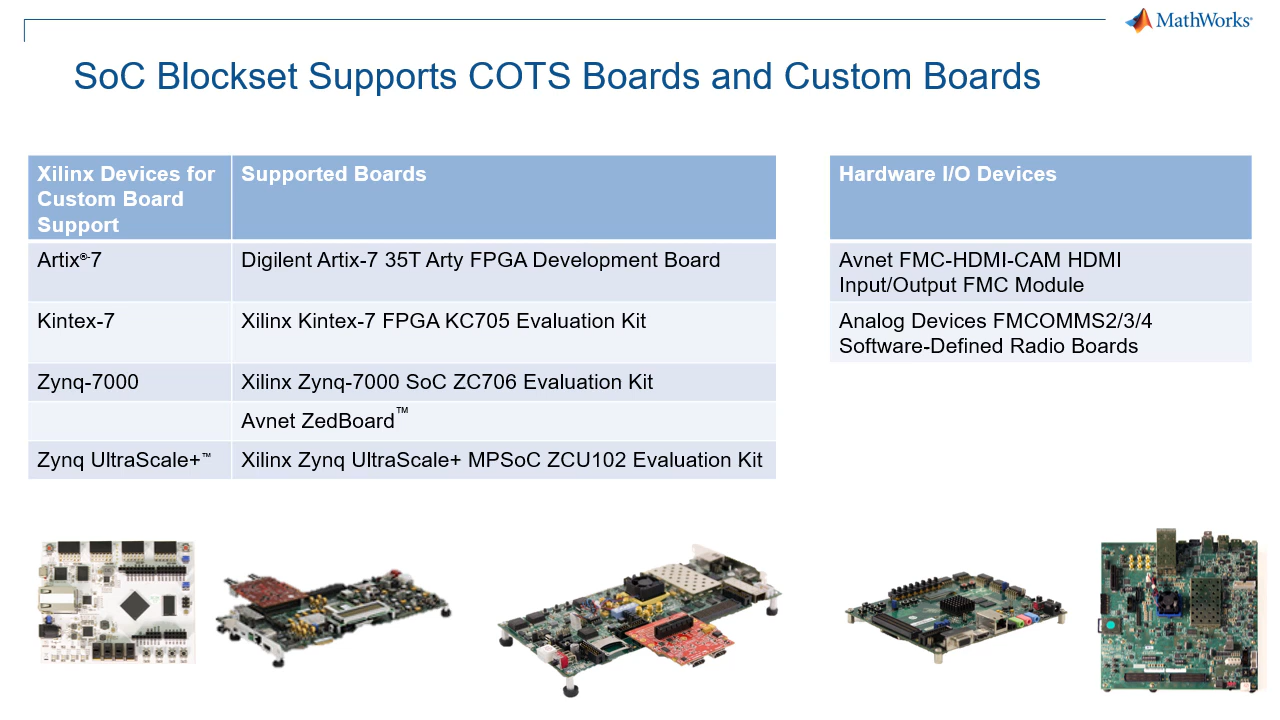 MathWorks®
SoC Blockset Supports COTS Boards and Custom Boards
Xilinx Devices for
Custom Board
Support
Supported Boards
Artix®-7
Digilent Artix-7 35T Arty FPGA Development Board
Kintex-7
Xilinx Kintex-7 FPGA KC705 Evaluation Kit
Zynq-7000
Xilinx Zynq-7000 SoC ZC706 Evaluation Kit
Avnet ZedBoard™
Zynq UltraScale+™
Xilinx Zynq UltraScale+ MPSoC ZCU102 Evaluation Kit
Hardware I/O Devices
Avnet FMC-HDMI-CAM HDMI
Input/Output FMC Module
Analog Devices FMCOMMS2/3/4
Software-Defined Radio Boards